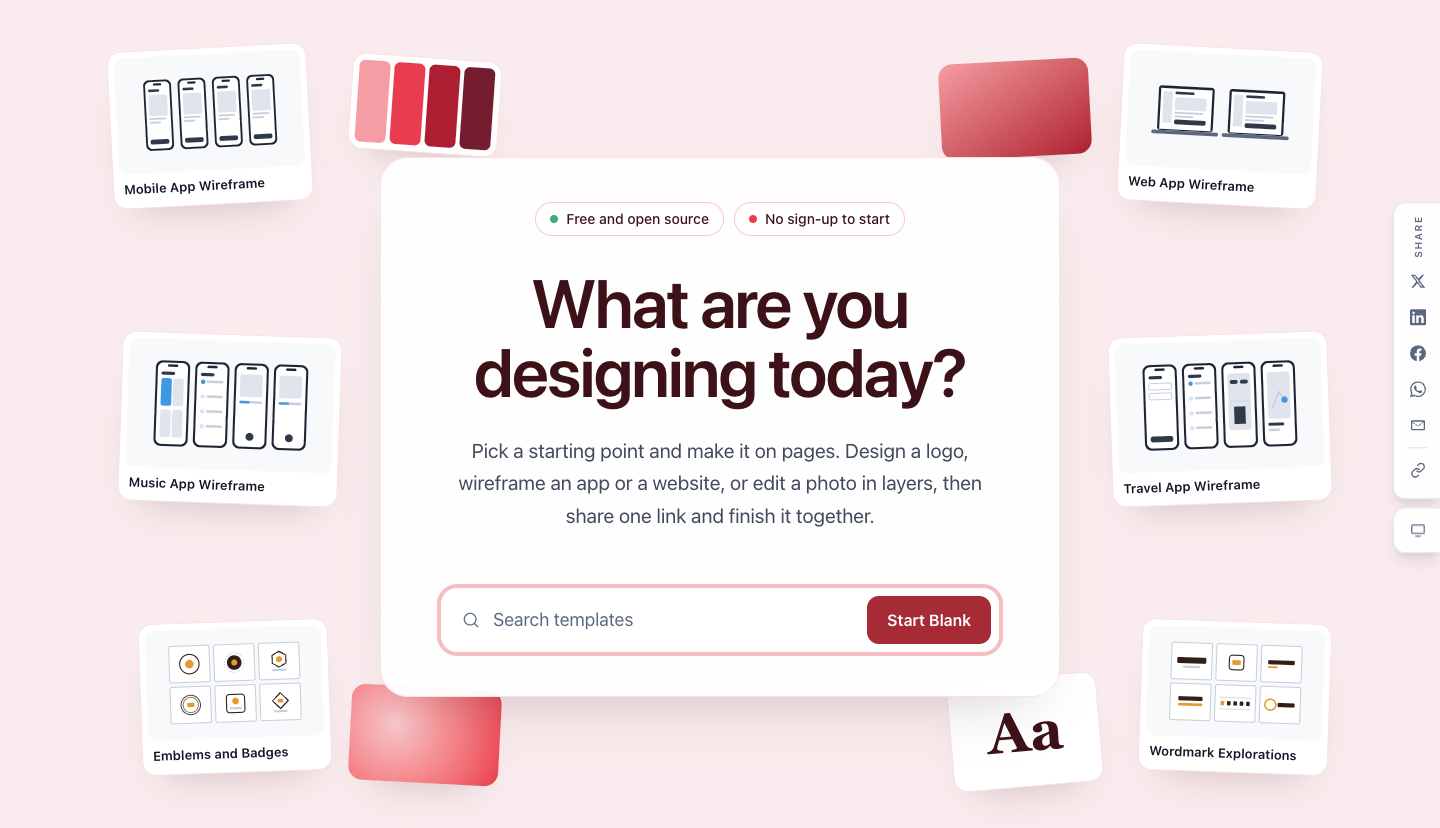 Mobile App Wireframe
Web App Wireframe
Free and open source
No sign-up to start
What are you
designing today?
Pick a starting point and make it on pages. Design a logo,
wireframe an app or a website, or edit a photo in layers, then
share one link and finish it together.
Search templates
Start Blank
Music App Wireframe
Travel App Wireframe
Emblems and Badges
Aa
Wordmark Explorations
SHARE